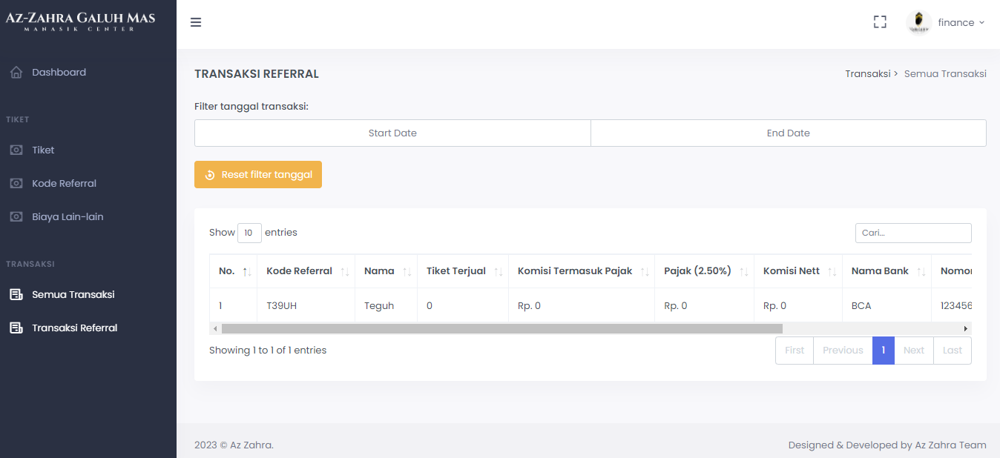 AZ-ZAHRA GALUH MAS
MANASIK CENTER
finance
Dashboard
TIKET
Tiket
Kode Referral
Biaya Lain-lain
TRANSAKSI
Semua Transaksi
Transaksi Referral
TRANSAKSI REFERRAL
Transaksi > Semua Transaksi
Filter tanggal transaksi:
Start Date End Date
Reset filter tanggal
Show 10 entries Cari...
No. Kode Referral Nama Tiket Terjual Komisi Termasuk Pajak Pajak (2.50%) Komisi Nett Nama Bank Nomor
1 T39UH Teguh 0 Rp. 0 Rp. 0 Rp. 0 BCA 123456
Showing 1 to 1 of 1 entries First Previous 1 Next Last
2023 © Az Zahra. Designed & Developed by Az Zahra Team